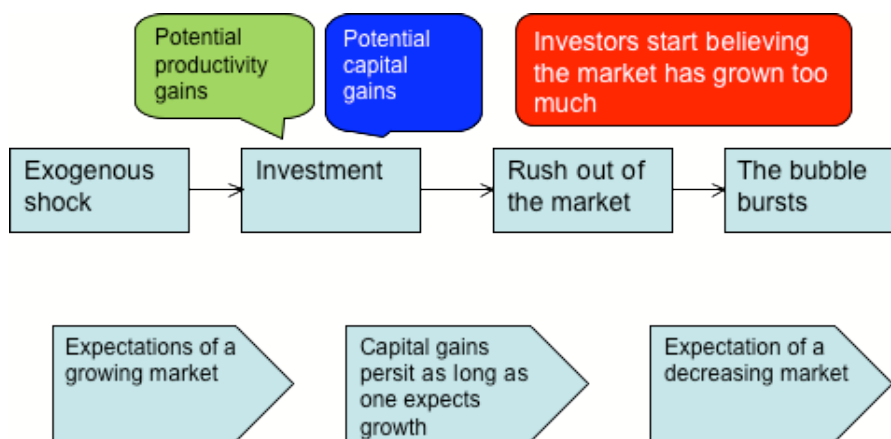 Potential
productivity
gains
Potential
capital
gains
Investors start believing
the market has grown too
much
Exogenous
shock
Investment
Rush out of
the market
The bubble
bursts
Expectations of a
growing market
Capital gains
persit as long as
one expects
growth
Expectation of a
decreasing market